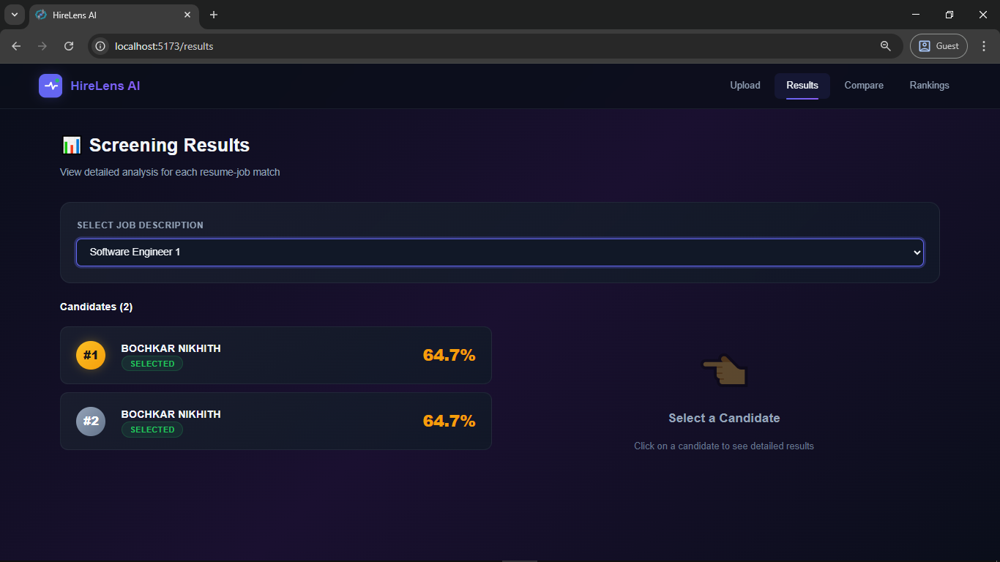 HireLens AI
localhost:5173/results
Guest
HireLens AI
Upload
Results
Compare
Rankings
Screening Results
View detailed analysis for each resume-job match
SELECT JOB DESCRIPTION
Software Engineer 1
Candidates (2)
#1
BOCHKAR NIKHITH
SELECTED
64.7%
#2
BOCHKAR NIKHITH
SELECTED
64.7%
Select a Candidate
Click on a candidate to see detailed results